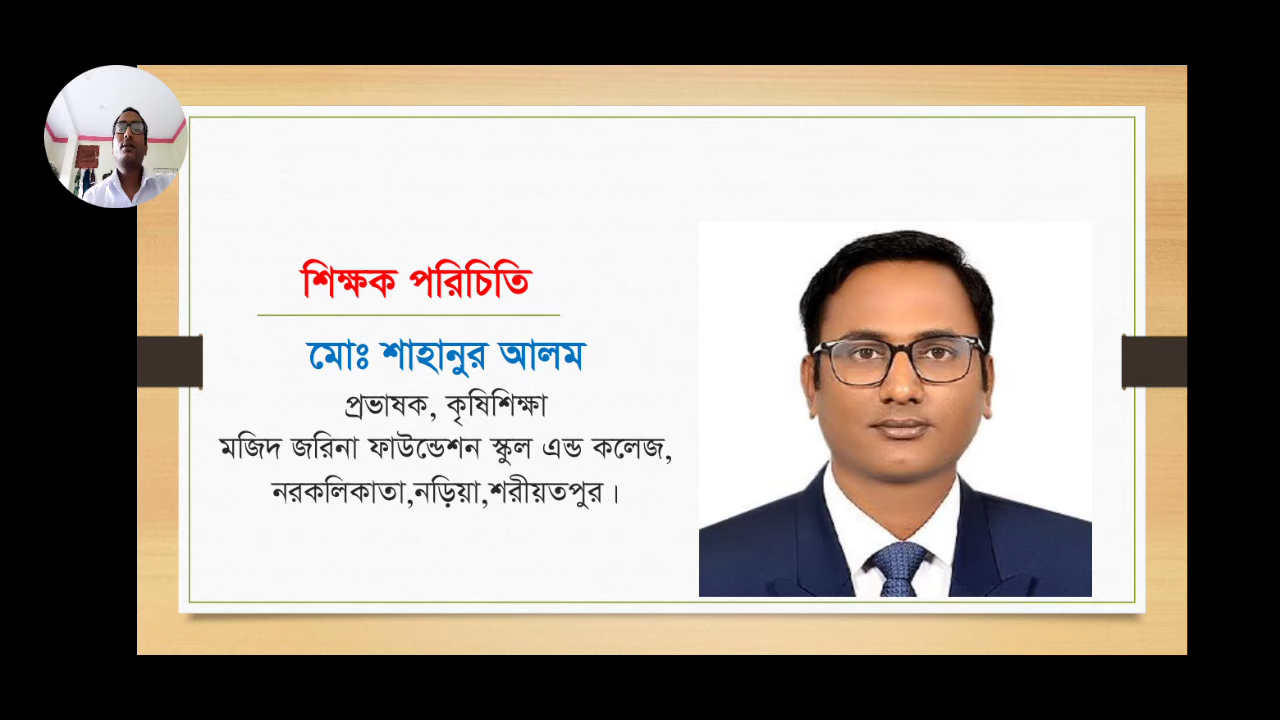 শিক্ষক পরিচিতি
মোঃ শাহানুর আলম
প্রভাষক, কৃষিশিক্ষা
মজিদ জরিনা ফাউন্ডেশন স্কুল এন্ড কলেজ,
নরকলিকাতা,নড়িয়া,শরীয়তপুর।